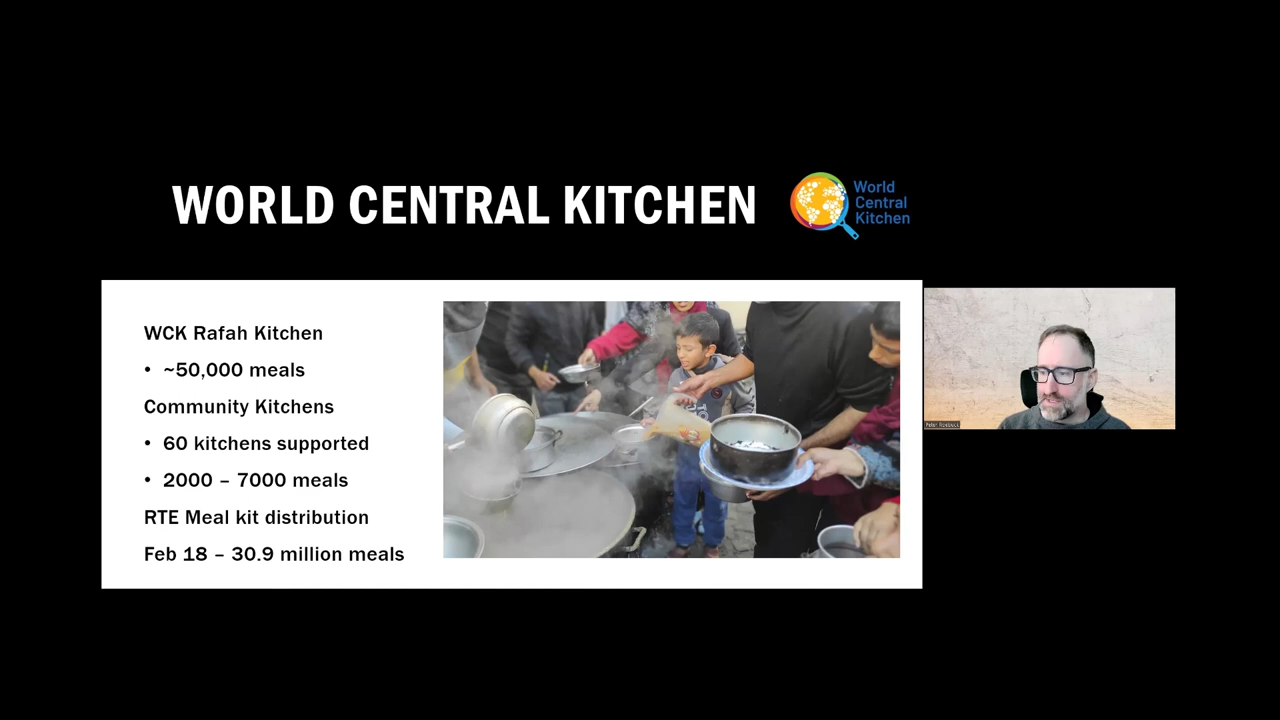 WORLD CENTRAL KITCHEN
World
Central
Kitchen
WCK Rafah Kitchen
• ~50,000 meals
Community Kitchens
• 60 kitchens supported
• 2000 – 7000 meals
RTE Meal kit distribution
Feb 18 – 30.9 million meals
Peter